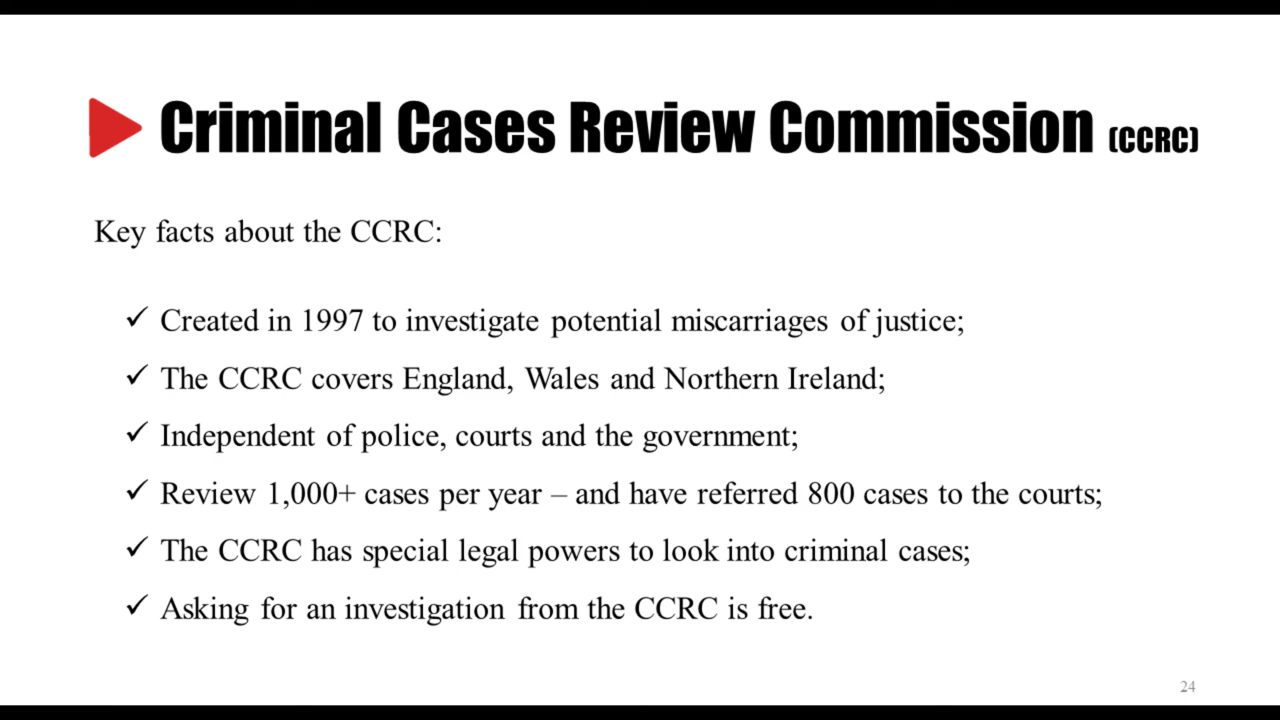 Criminal Cases Review Commission (CCRC)
Key facts about the CCRC:
✓ Created in 1997 to investigate potential miscarriages of justice;
✓ The CCRC covers England, Wales and Northern Ireland;
✓ Independent of police, courts and the government;
✓ Review 1,000+ cases per year – and have referred 800 cases to the courts;
✓ The CCRC has special legal powers to look into criminal cases;
✓ Asking for an investigation from the CCRC is free.
24